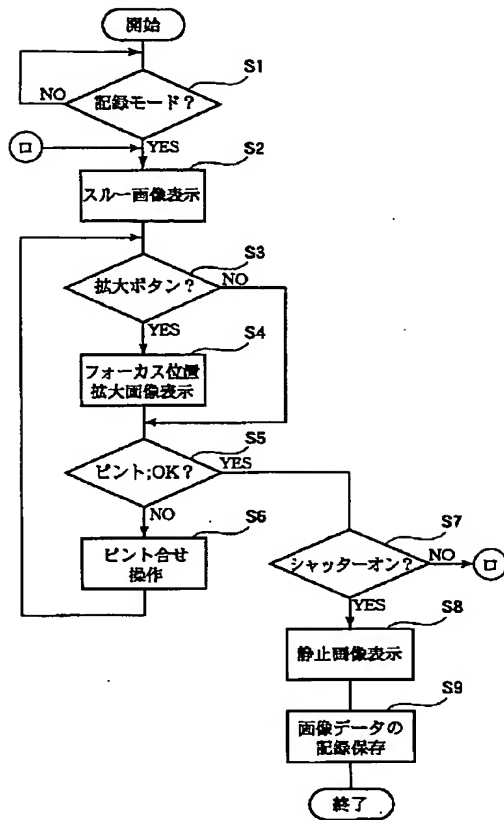 開始
S1
記録モード?
NO
YES
ロ
S2
スルー画像表示
S3
拡大ボタン?
NO
YES
S4
フォーカス位置
拡大画像表示
S5
ピント;OK?
YES
NO
S6
ピント合せ
操作
S7
シャッターオン?
NO
ロ
YES
S8
静止画像表示
S9
画像データの
記録保存
終了